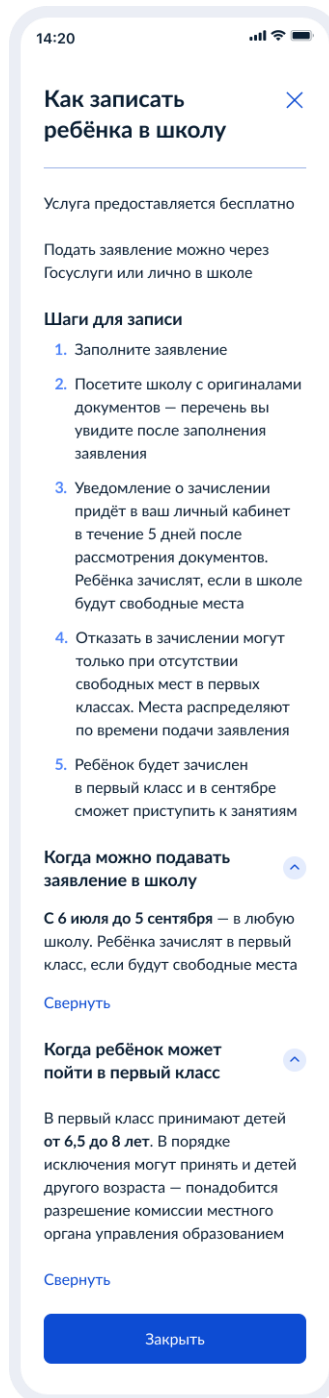 14:20
Как записать
ребёнка в школу
Услуга предоставляется бесплатно
Подать заявление можно через
Госуслуги или лично в школе
Шаги для записи
1. Заполните заявление
2. Посетите школу с оригиналами
документов — перечень вы
увидите после заполнения
заявления
3. Уведомление о зачислении
придёт в ваш личный кабинет
в течение 5 дней после
рассмотрения документов.
Ребёнка зачислят, если в школе
будут свободные места
4. Отказать в зачислении могут
только при отсутствии
свободных мест в первых
классах. Места распределяют
по времени подачи заявления
5. Ребёнок будет зачислен
в первый класс и в сентябре
сможет приступить к занятиям
Когда можно подавать
заявление в школу
С 6 июля до 5 сентября — в любую
школу. Ребёнка зачислят в первый
класс, если будут свободные места
Свернуть
Когда ребёнок может
пойти в первый класс
В первый класс принимают детей
от 6,5 до 8 лет. В порядке
исключения могут принять и детей
другого возраста — понадобится
разрешение комиссии местного
органа управления образованием
Свернуть
Закрыть